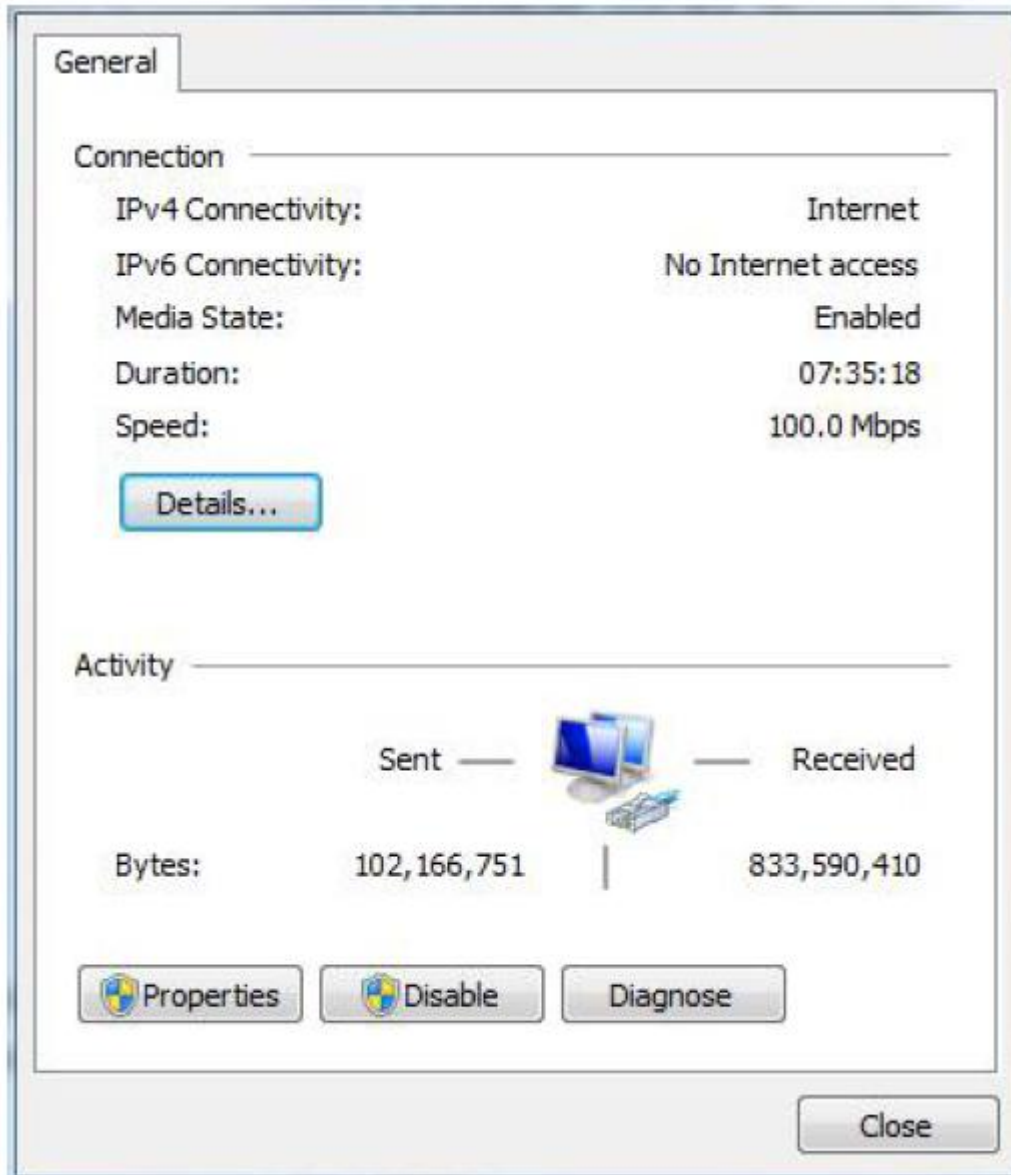 General
Connection
IPv4 Connectivity: Internet
IPv6 Connectivity: No Internet access
Media State: Enabled
Duration: 07:35:18
Speed: 100.0 Mbps
Details...
Activity
Sent Received
Bytes: 102,166,751 833,590,410
Properties Disable Diagnose
Close